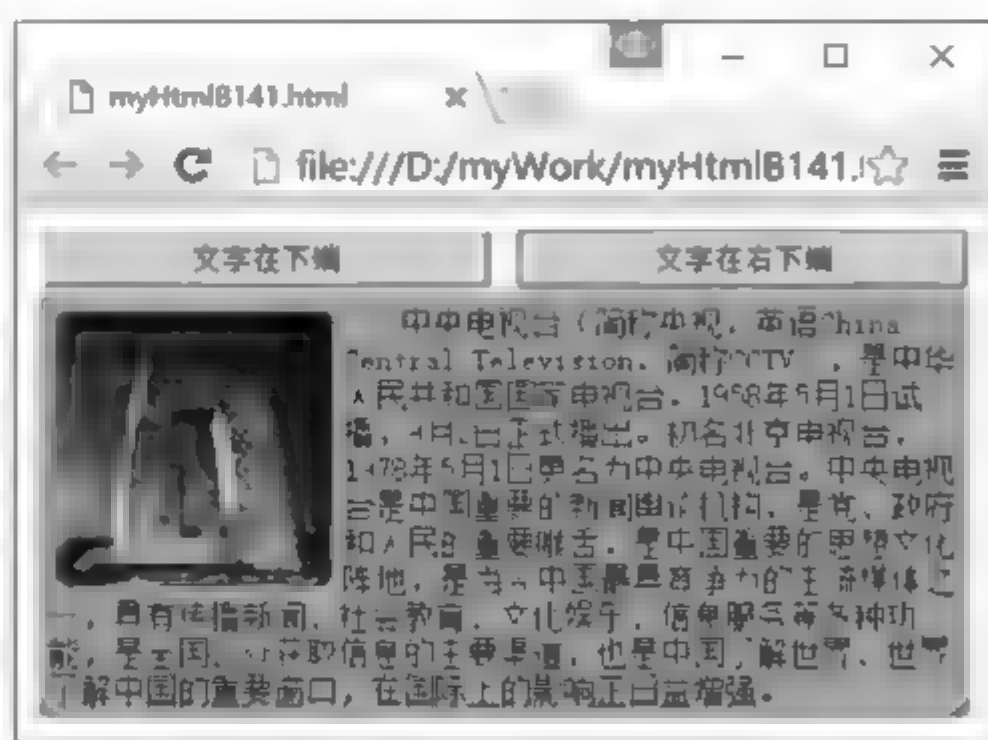 myHtmlB141.html
file:///D:/myWork/myHtmlB141.
文字在下端 文字在右下端
中央电视台(简称央视,英语China
Central Television,简称CCTV),是中华
人民共和国国家电视台。1958年5月1日试
播,9月2日正式播出。初名北京电视台,
1978年5月1日更名为中央电视台。中央电视
台是中国重要的新闻舆论机构,是党、政府
和人民的重要喉舌,是中国重要的思想文化
阵地,是当今中国最具竞争力的主流媒体之
一,具有传播新闻、社会教育、文化娱乐、信息服务等多种功
能,是全国 获取信息的主要渠道,也是中国了解世界、世界
了解中国的重要窗口,在国际上的影响正日益增强。